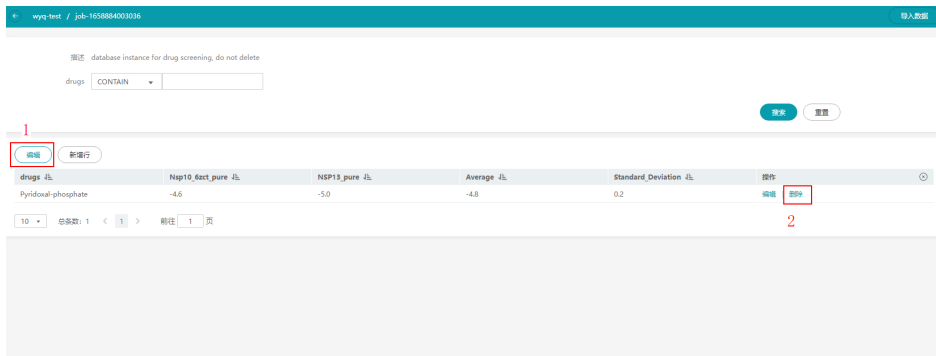 ← wyq-test / job-1658884003036 导入数据
描述 database instance for drug screening, do not delete
drugs CONTAIN
搜索 重置
1
编辑 新增行
drugs Nsp10_6zct_pure NSP13_pure Average Standard_Deviation 操作
Pyridoxal-phosphate -4.6 -5.0 -4.8 0.2 编辑 删除
10 总条数: 1 < 1 > 前往 1 页
2